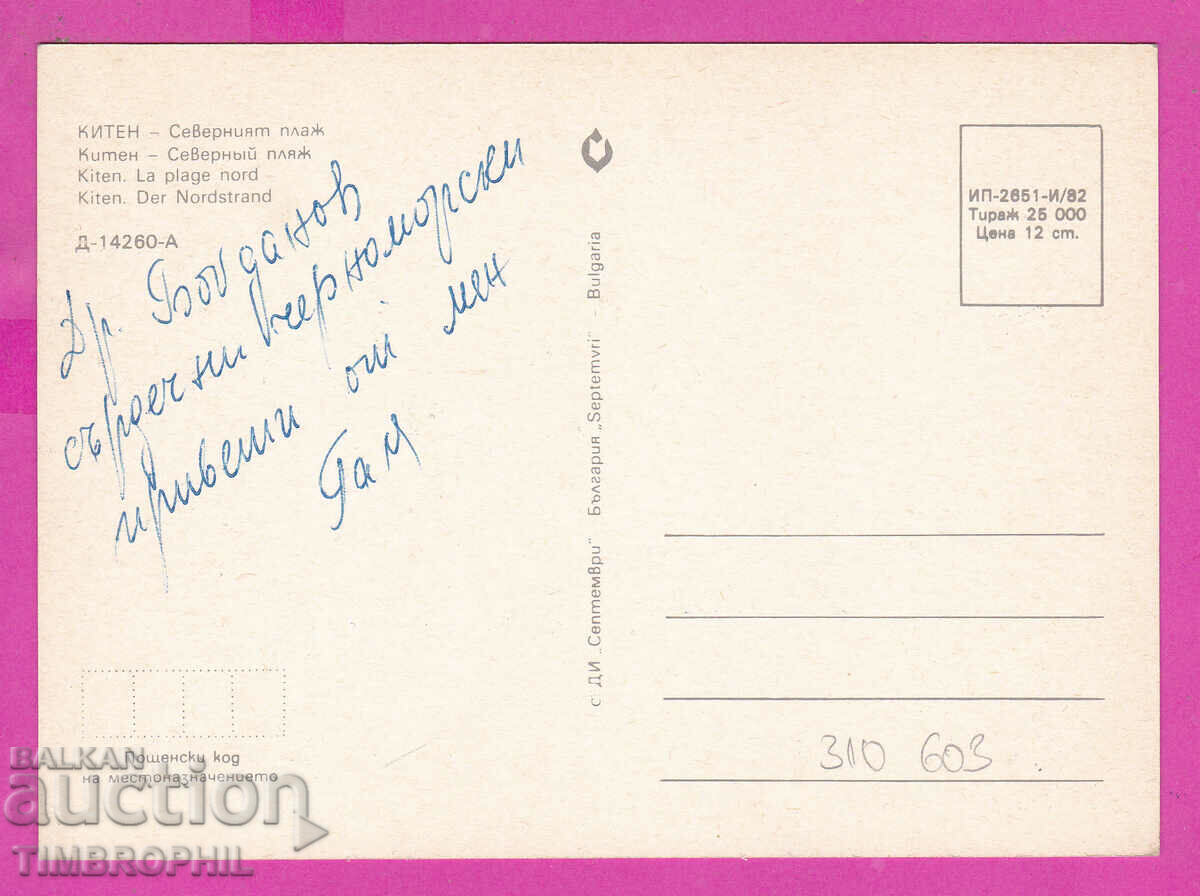 КИТЕН – Северният плаж
Китен – Северный пляж
Kiten. La plage nord
Kiten. Der Nordstrand
Д-14260-А
Др. Богданов
сърдечни черноморски
привети от мен
Галя
ИП-2651-И/82
Тираж 25 000
Цена 12 ст.
С ДИ „Септември" България „Septemvri" – Bulgaria
Пощенски код
на местоназначението
310 603
BALKAN
auction
TIMBROPHIL